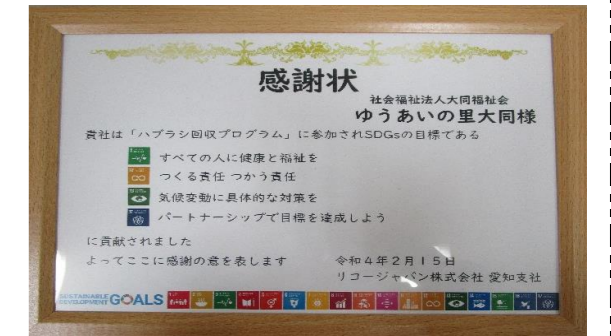 感謝状
社会福祉法人大同福祉会
ゆうあいの里大同様
貴社は「ハブラシ回収プログラム」に参加されSDGsの目標である
すべての人に健康と福祉を
つくる責任 つかう責任
気候変動に具体的な対策を
パートナーシップで目標を達成しよう
に貢献されました
よってここに感謝の意を表します
令和4年2月15日
リコージャパン株式会社 愛知支社
SUSTAINABLE
DEVELOPMENT GOALS